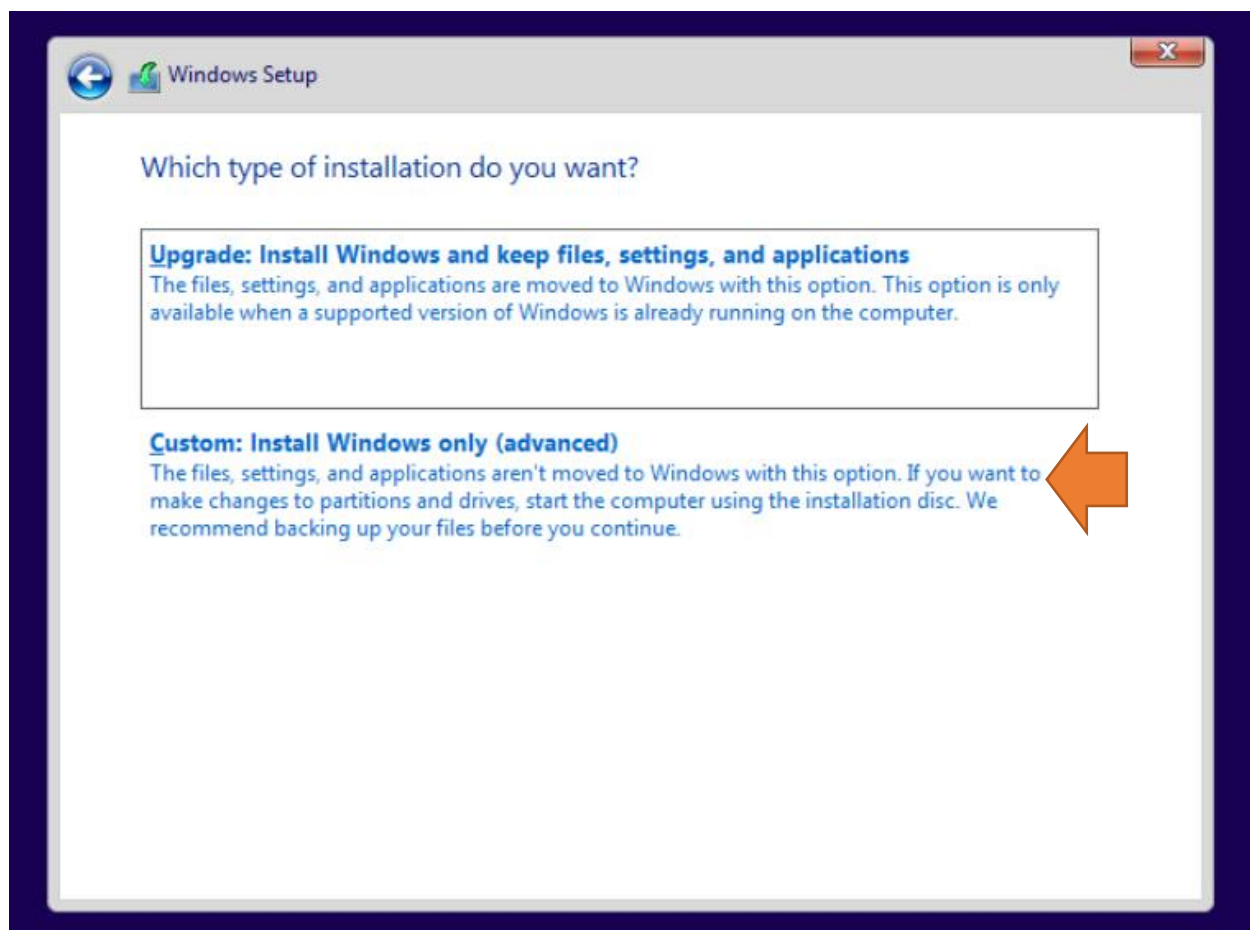 Windows Setup
X
Which type of installation do you want?
Upgrade: Install Windows and keep files, settings, and applications
The files, settings, and applications are moved to Windows with this option. This option is only
available when a supported version of Windows is already running on the computer.
Custom: Install Windows only (advanced)
The files, settings, and applications aren't moved to Windows with this option. If you want to
make changes to partitions and drives, start the computer using the installation disc. We
recommend backing up your files before you continue.